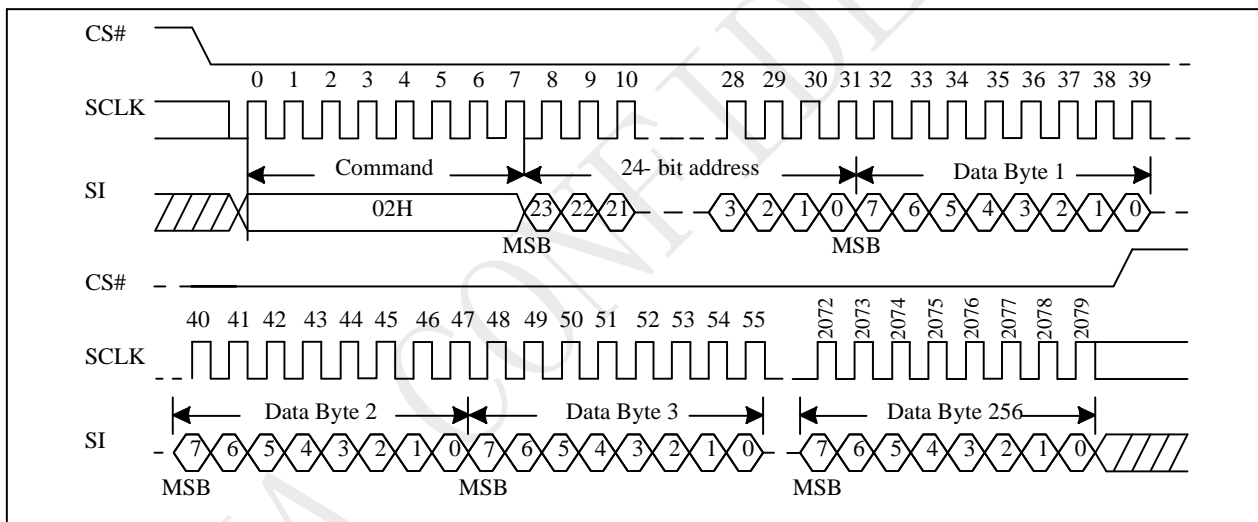 CS#
0 1 2 3 4 5 6 7 8 9 10 28 29 30 31 32 33 34 35 36 37 38 39
SCLK
Command 24- bit address Data Byte 1
SI
02H 23 22 21 3 2 1 0 7 6 5 4 3 2 1 0
MSB MSB
CS#
40 41 42 43 44 45 46 47 48 49 50 51 52 53 54 55 2072 2073 2074 2075 2076 2077 2078 2079
SCLK
Data Byte 2 Data Byte 3 Data Byte 256
SI
7 6 5 4 3 2 1 0 7 6 5 4 3 2 1 0 7 6 5 4 3 2 1 0
MSB MSB MSB